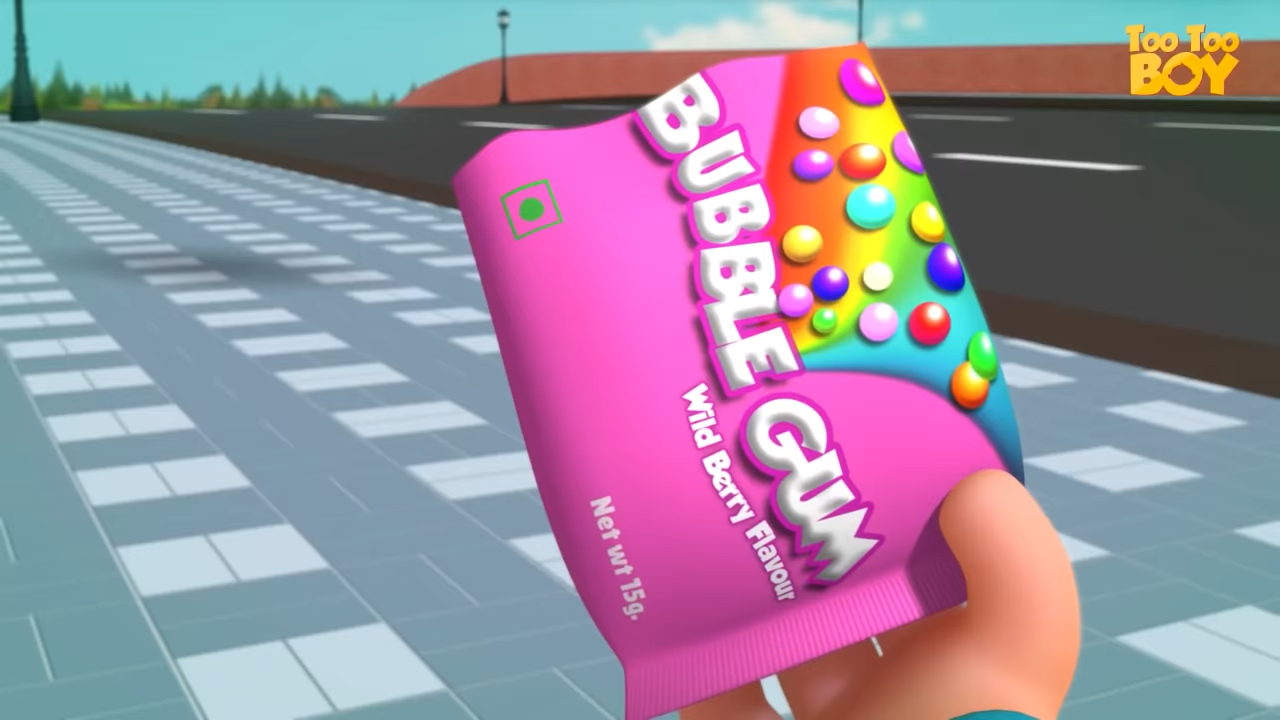 Too Too
BOY
BUBBLE GUM
Wild Berry Flavour
Net wt 15g.